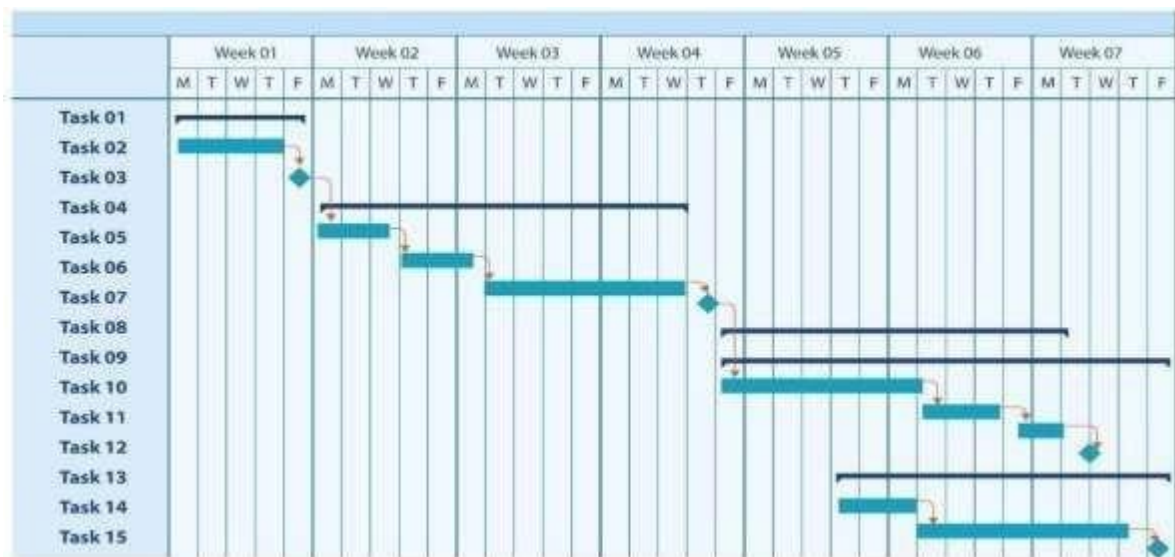 Week 01 Week 02 Week 03 Week 04 Week 05 Week 06 Week 07
M T W T F M T W T F M T W T F M T W T F M T W T F M T W T F M T W T F
Task 01
Task 02
Task 03
Task 04
Task 05
Task 06
Task 07
Task 08
Task 09
Task 10
Task 11
Task 12
Task 13
Task 14
Task 15